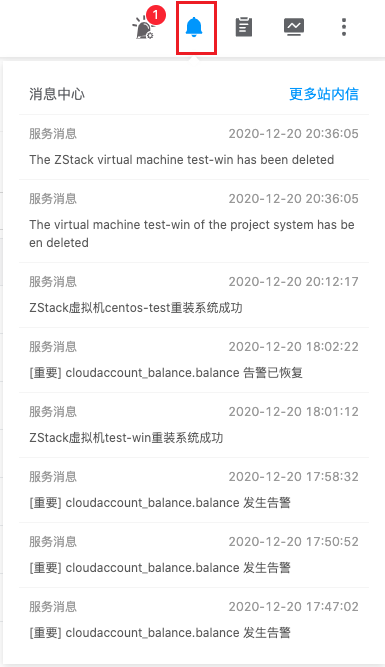 1
消息中心 更多站内信
服务消息 2020-12-20 20:36:05
The ZStack virtual machine test-win has been deleted
服务消息 2020-12-20 20:36:05
The virtual machine test-win of the project system has be
en deleted
服务消息 2020-12-20 20:12:17
ZStack虚拟机centos-test重装系统成功
服务消息 2020-12-20 18:02:22
[重要] cloudaccount_balance.balance 告警已恢复
服务消息 2020-12-20 18:01:12
ZStack虚拟机test-win重装系统成功
服务消息 2020-12-20 17:58:32
[重要] cloudaccount_balance.balance 发生告警
服务消息 2020-12-20 17:50:52
[重要] cloudaccount_balance.balance 发生告警
服务消息 2020-12-20 17:47:02
[重要] cloudaccount_balance.balance 发生告警